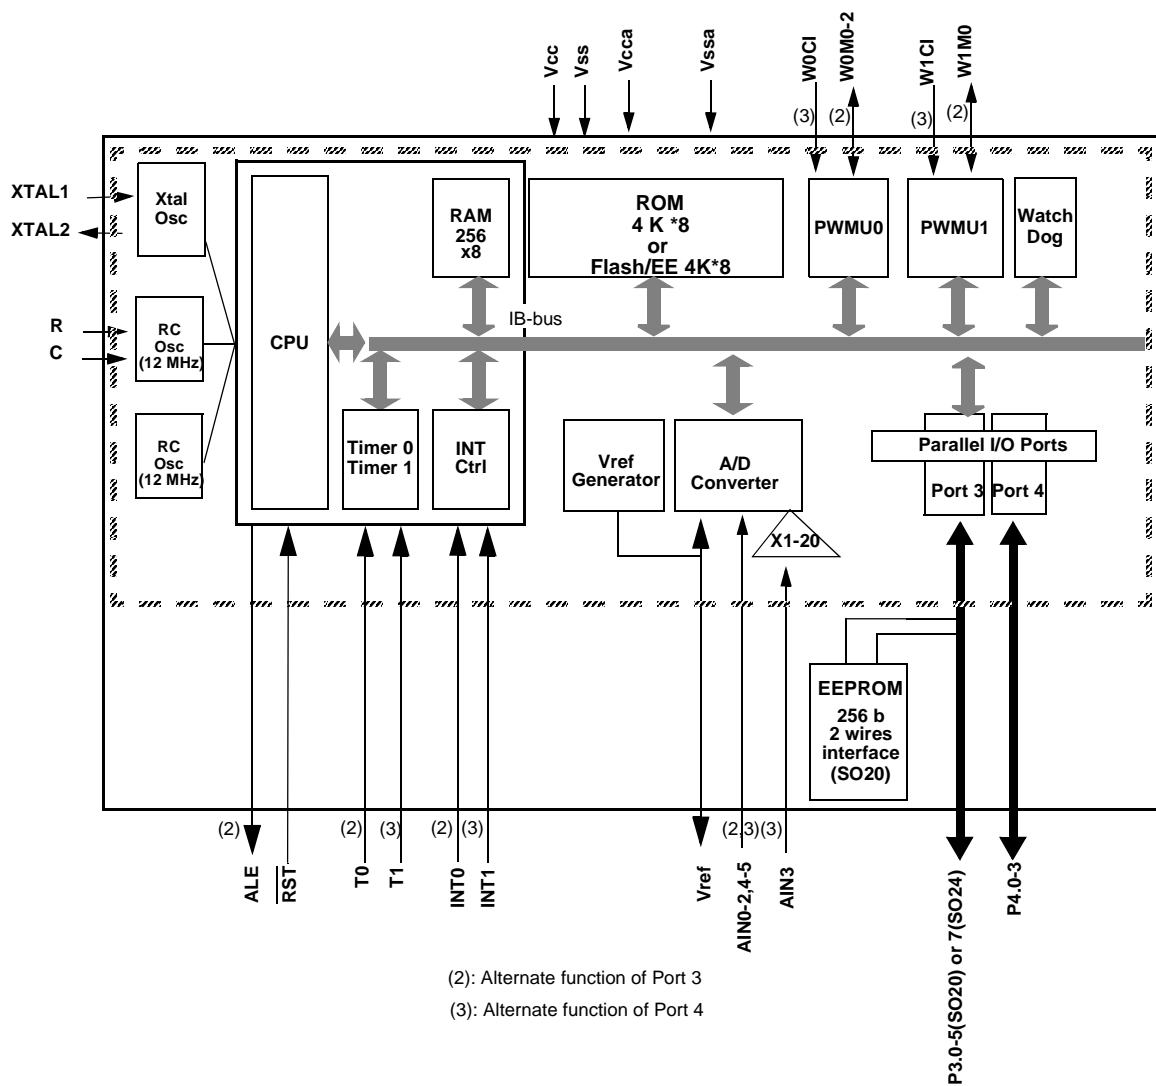 Vcc
Vss
Vcca
Vssa
W0CI
W0M0-2
W1CI
W1M0
(3)
(2)
(3)
(2)
XTAL1
XTAL2
Xtal
Osc
R
C
RC
Osc
(12 MHz)
RC
Osc
(12 MHz)
CPU
RAM
256
x8
ROM
4 K *8
or
Flash/EE 4K*8
PWMU0
PWMU1
Watch
Dog
IB-bus
Timer 0
Timer 1
INT
Ctrl
Vref
Generator
A/D
Converter
X1-20
Parallel I/O Ports
Port 3
Port 4
EEPROM
256 b
2 wires
interface
(SO20)
(2)
(2)
(3)
(2)
(3)
(2,3)
(3)
ALE
RST
T0
T1
INT0
INT1
Vref
AIN0-2,4-5
AIN3
P3.0-5(SO20) or 7(SO24)
P4.0-3
(2): Alternate function of Port 3
(3): Alternate function of Port 4